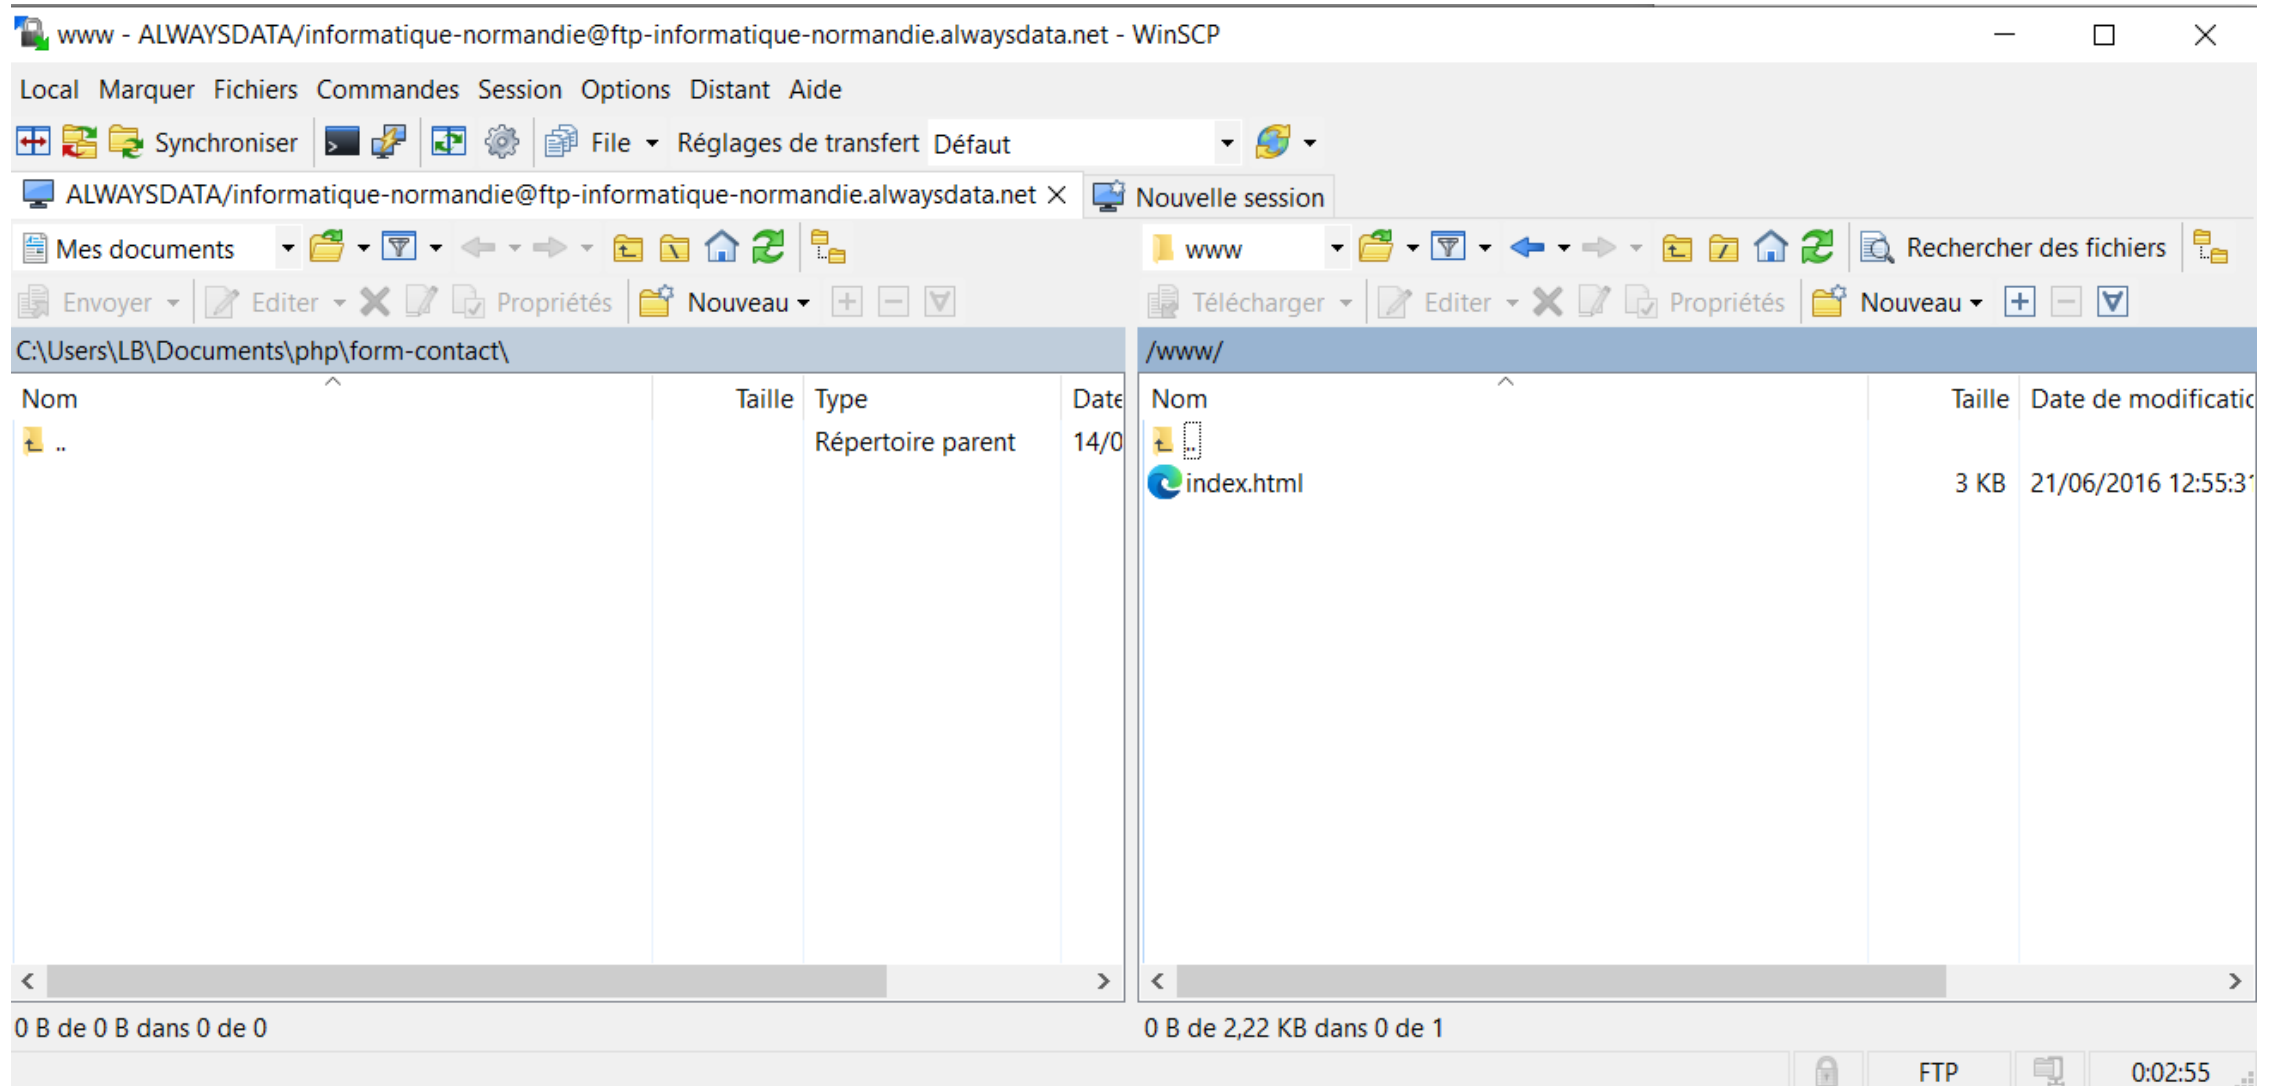 www - ALWAYSDATA/informatique-normandie@ftp-informatique-normandie.alwaysdata.net - WinSCP
Local Marquer Fichiers Commandes Session Options Distant Aide
Synchroniser File Réglages de transfert Défaut
ALWAYSDATA/informatique-normandie@ftp-informatique-normandie.alwaysdata.net Nouvelle session
Mes documents www Rechercher des fichiers
Envoyer Editer Propriétés Nouveau Télécharger Editer Propriétés Nouveau
C:\Users\LB\Documents\php\form-contact\ /www/
Nom Taille Type Date Nom Taille Date de modificatic
.. Répertoire parent 14/0 ..
index.html 3 KB 21/06/2016 12:55:3
0 B de 0 B dans 0 de 0 0 B de 2,22 KB dans 0 de 1
FTP 0:02:55